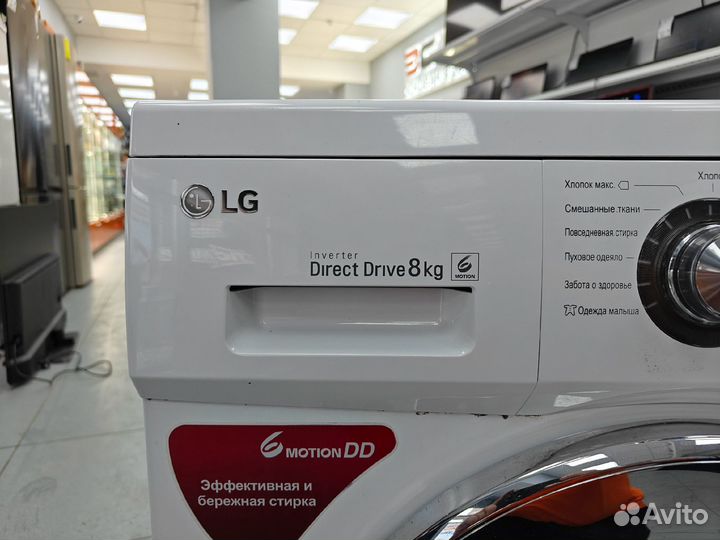 LG
Inverter
Direct Drive 8kg
6 MOTION
Хлопок макс.
Смешанные ткани
Повседневная стирка
Пуховое одеяло
Забота о здоровье
Одежда малыша
6 MOTION DD
Эффективная и
бережная стирка
Avito